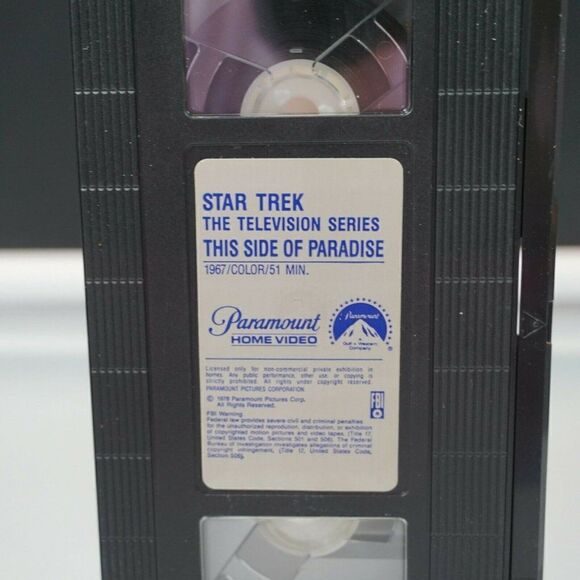 STAR TREK
THE TELEVISION SERIES
THIS SIDE OF PARADISE
1967/COLOR/51 MIN.
Paramount
HOME VIDEO
Paramount
A Gulf + Western
Company
®
Licensed only for non-commercial private exhibition in
homes. Any public performance, other use, or copying is
strictly prohibited. All rights under copyright reserved.
PARAMOUNT PICTURES CORPORATION.
© 1978 Paramount Pictures Corp.
All Rights Reserved.
FBI
FBI Warning
Federal law provides severe civil and criminal penalties
for the unauthorized reproduction, distribution, or exhibition
of copyrighted motion pictures and video tapes, (Title 17,
United States Code, Sections 501 and 506). The Federal
Bureau of Investigation investigates allegations of criminal
copyright infringement, (Title 17, United States Code,
Section 506).